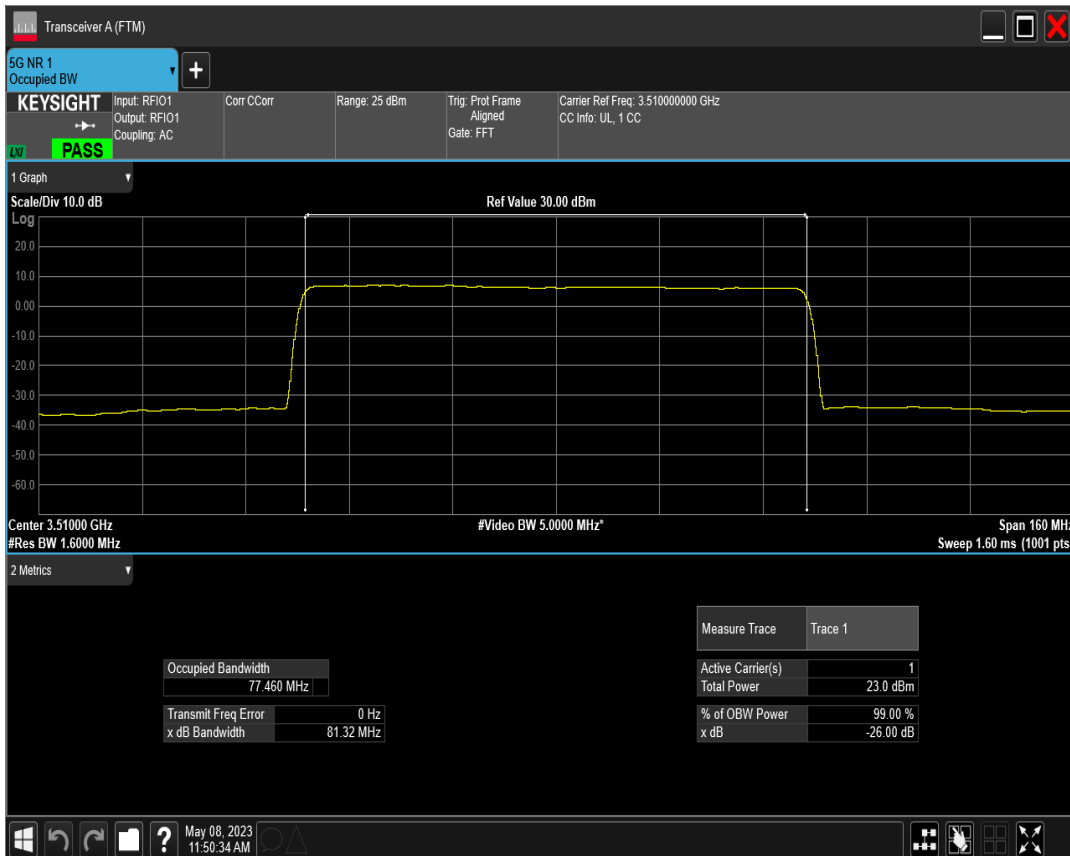 Transceiver A (FTM)
5G NR 1
Occupied BW
+
KEYSIGHT
LXI
PASS
Input: RFIO1
Output: RFIO1
Coupling: AC
Corr CCorr
Range: 25 dBm
Trig: Prot Frame
Aligned
Gate: FFT
Carrier Ref Freq: 3.510000000 GHz
CC Info: UL, 1 CC
1 Graph
Scale/Div 10.0 dB
Ref Value 30.00 dBm
Log
20.0
10.0
0.00
-10.0
-20.0
-30.0
-40.0
-50.0
-60.0
Center 3.51000 GHz
#Video BW 5.0000 MHz*
Span 160 MHz
#Res BW 1.6000 MHz
Sweep 1.60 ms (1001 pts
2 Metrics
Measure Trace Trace 1
Occupied Bandwidth
77.460 MHz
Transmit Freq Error 0 Hz
x dB Bandwidth 81.32 MHz
Active Carrier(s) 1
Total Power 23.0 dBm
% of OBW Power 99.00 %
x dB -26.00 dB
?
May 08, 2023
11:50:34 AM